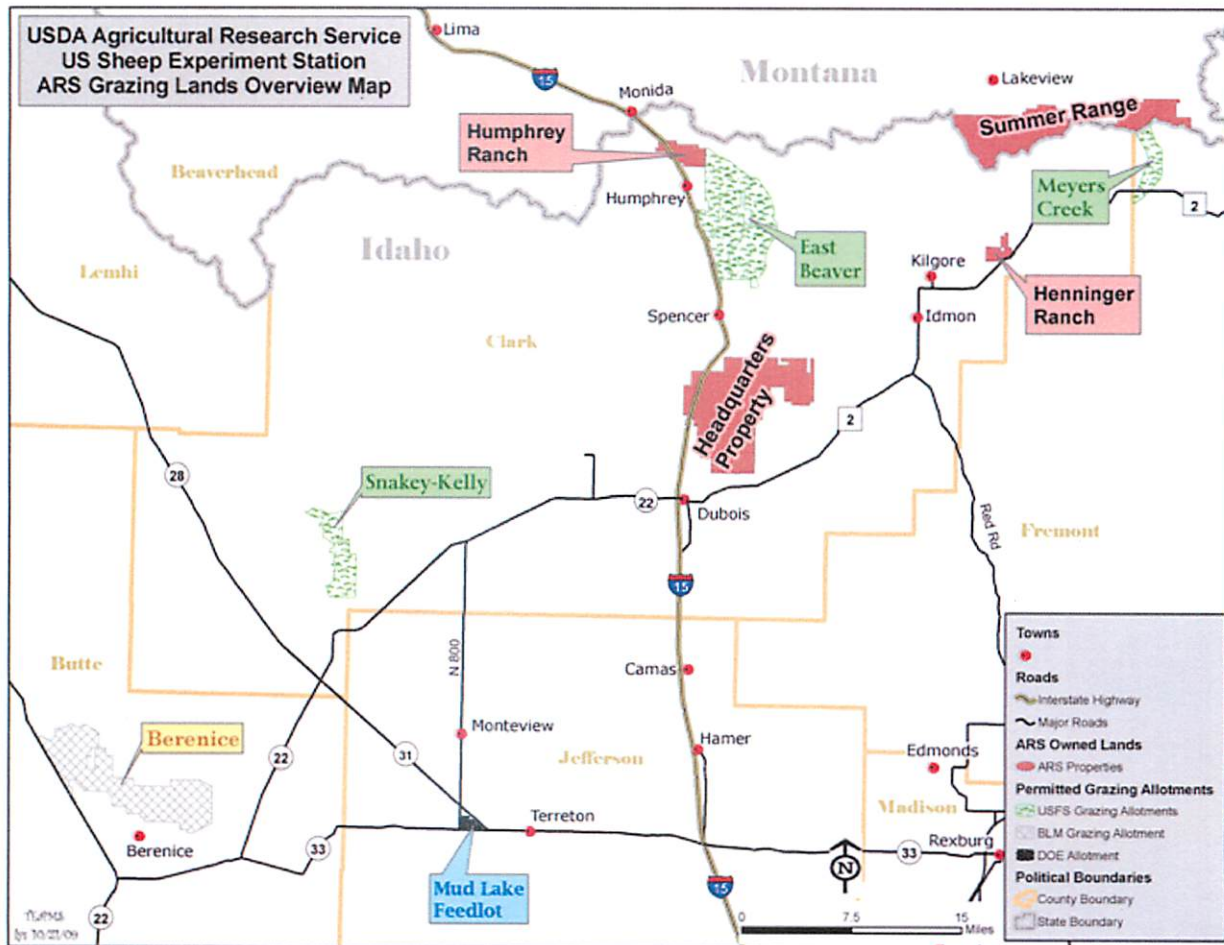 USDA Agricultural Research Service
US Sheep Experiment Station
ARS Grazing Lands Overview Map
Lima
15
Montana
Lakeview
Monida
Summer Range
Humphrey
Ranch
Beaverhead
Humphrey
Meyers
Creek
2
Idaho
East
Beaver
Lemhi
Kilgore
Henninger
Ranch
Spencer
Idmon
Clark
Headquarters
Property
2
28
Snakey-Kelly
22
Dubois
Red Rd
Fremont
15
Butte
N 800
Camas
Berenice
Monteview
22
31
Jefferson
Hamer
Edmonds
Madison
Berenice
Terreton
33
33
Rexburg
Mud Lake
Feedlot
N
15
22
0 7.5 15
Miles
10/21/09
Towns
Roads
Interstate Highway
Major Roads
ARS Owned Lands
ARS Properties
Permitted Grazing Allotments
USFS Grazing Allotments
BLM Grazing Allotment
DOE Allotment
Political Boundaries
County Boundary
State Boundary